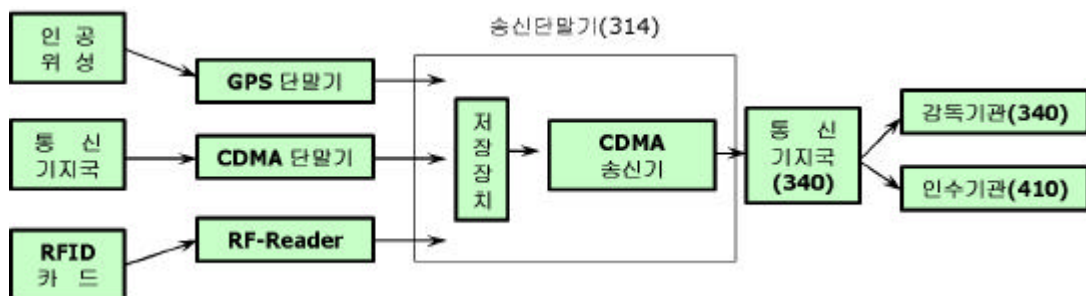 송신단말기(314)
인 공
위 성
GPS 단말기
통 신
기지국
CDMA 단말기
RFID
카 드
RF-Reader
저
장
장
치
CDMA
송신기
통 신
기지국
(340)
감독기관(340)
인수기관(410)